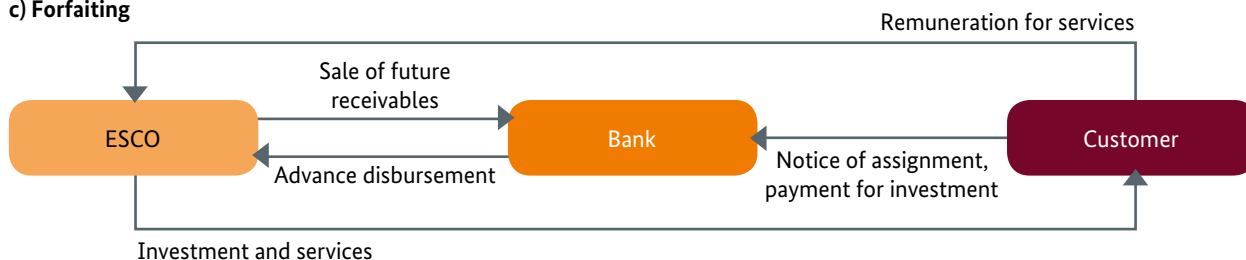 c) Forfaiting
Remuneration for services
Sale of future
receivables
ESCO
Bank
Customer
Advance disbursement
Notice of assignment,
payment for investment
Investment and services